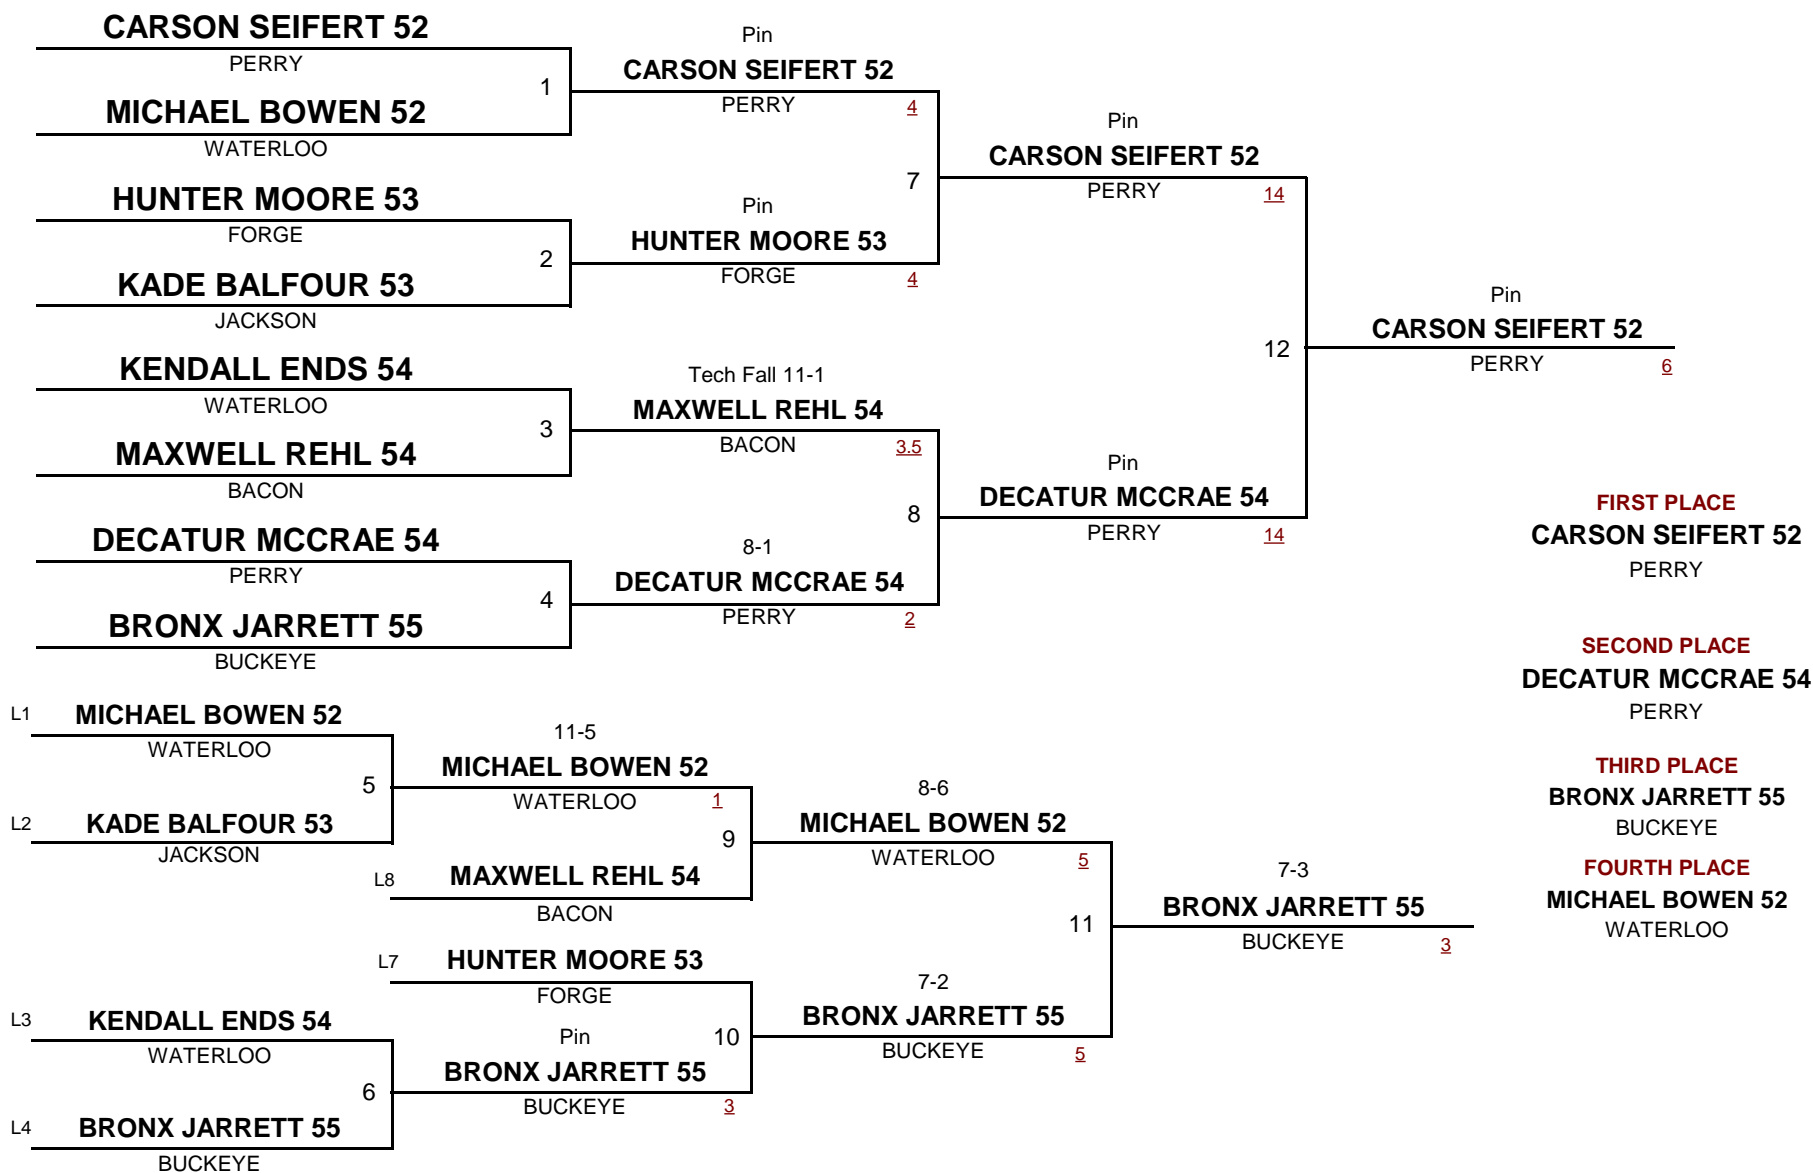 CARSON SEIFERT 52
PERRY
1
MICHAEL BOWEN 52
WATERLOO
HUNTER MOORE 53
FORGE
2
KADE BALFOUR 53
JACKSON
KENDALL ENDS 54
WATERLOO
3
MAXWELL REHL 54
BACON
DECATUR MCCRAE 54
PERRY
4
BRONX JARRETT 55
BUCKEYE
Pin
CARSON SEIFERT 52
PERRY 4
7
Pin
HUNTER MOORE 53
FORGE 4
Tech Fall 11-1
MAXWELL REHL 54
BACON 3.5
8
8-1
DECATUR MCCRAE 54
PERRY 2
Pin
CARSON SEIFERT 52
PERRY 14
12
Pin
DECATUR MCCRAE 54
PERRY 14
Pin
CARSON SEIFERT 52
PERRY 6
FIRST PLACE
CARSON SEIFERT 52
PERRY
SECOND PLACE
DECATUR MCCRAE 54
PERRY
THIRD PLACE
BRONX JARRETT 55
BUCKEYE
FOURTH PLACE
MICHAEL BOWEN 52
WATERLOO
L1 MICHAEL BOWEN 52
WATERLOO
5
L2 KADE BALFOUR 53
JACKSON
L3 KENDALL ENDS 54
WATERLOO
6
L4 BRONX JARRETT 55
BUCKEYE
11-5
MICHAEL BOWEN 52
WATERLOO 1
9
L8 MAXWELL REHL 54
BACON
L7 HUNTER MOORE 53
FORGE
10
Pin
BRONX JARRETT 55
BUCKEYE 3
8-6
MICHAEL BOWEN 52
WATERLOO 5
11
7-2
BRONX JARRETT 55
BUCKEYE 5
7-3
BRONX JARRETT 55
BUCKEYE 3